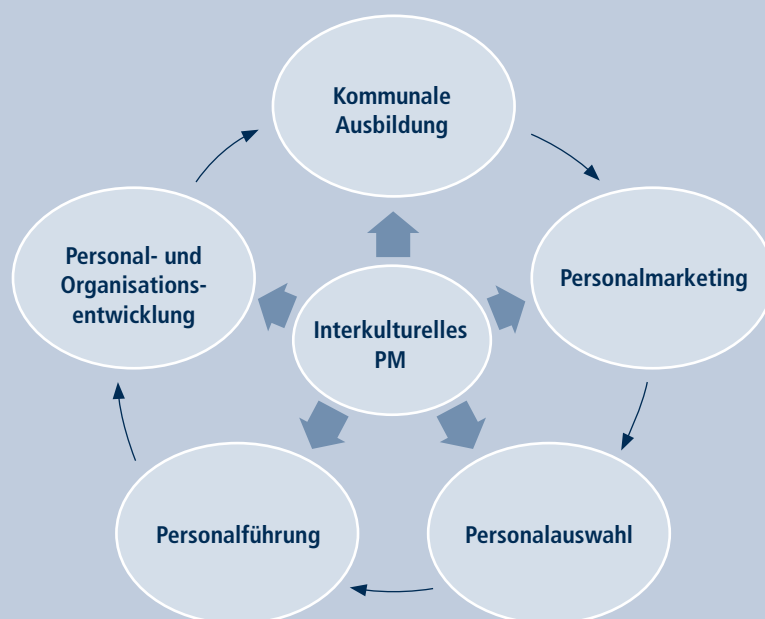 Kommunale
Ausbildung
Personalmarketing
Personalauswahl
Personalführung
Personal- und
Organisations-
entwicklung
Interkulturelles
PM